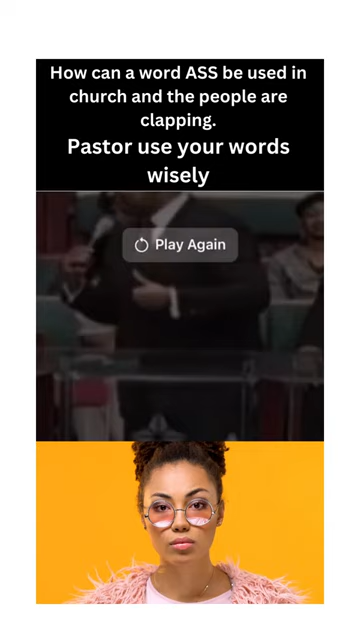 How can a word ASS be used in
church and the people are
clapping.
Pastor use your words
wisely
Play Again